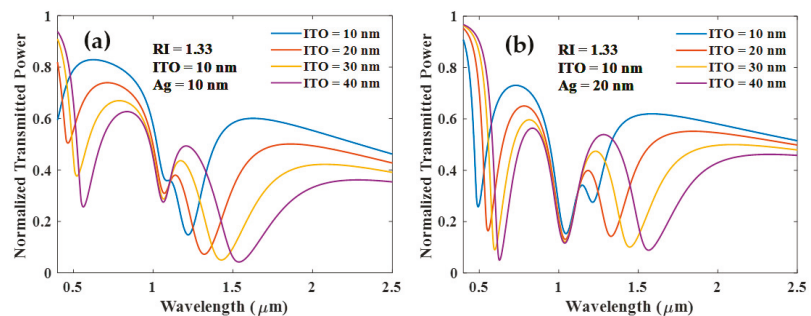 (a)
RI = 1.33
ITO = 10 nm
Ag = 10 nm
ITO = 10 nm
ITO = 20 nm
ITO = 30 nm
ITO = 40 nm
Normalized Transmitted Power
1
0.8
0.6
0.4
0.2
0
0.5
1
1.5
2
2.5
Wavelength (μm)
(b)
RI = 1.33
ITO = 10 nm
Ag = 20 nm
ITO = 10 nm
ITO = 20 nm
ITO = 30 nm
ITO = 40 nm
Normalized Transmitted Power
1
0.8
0.6
0.4
0.2
0
0.5
1
1.5
2
2.5
Wavelength (μm)